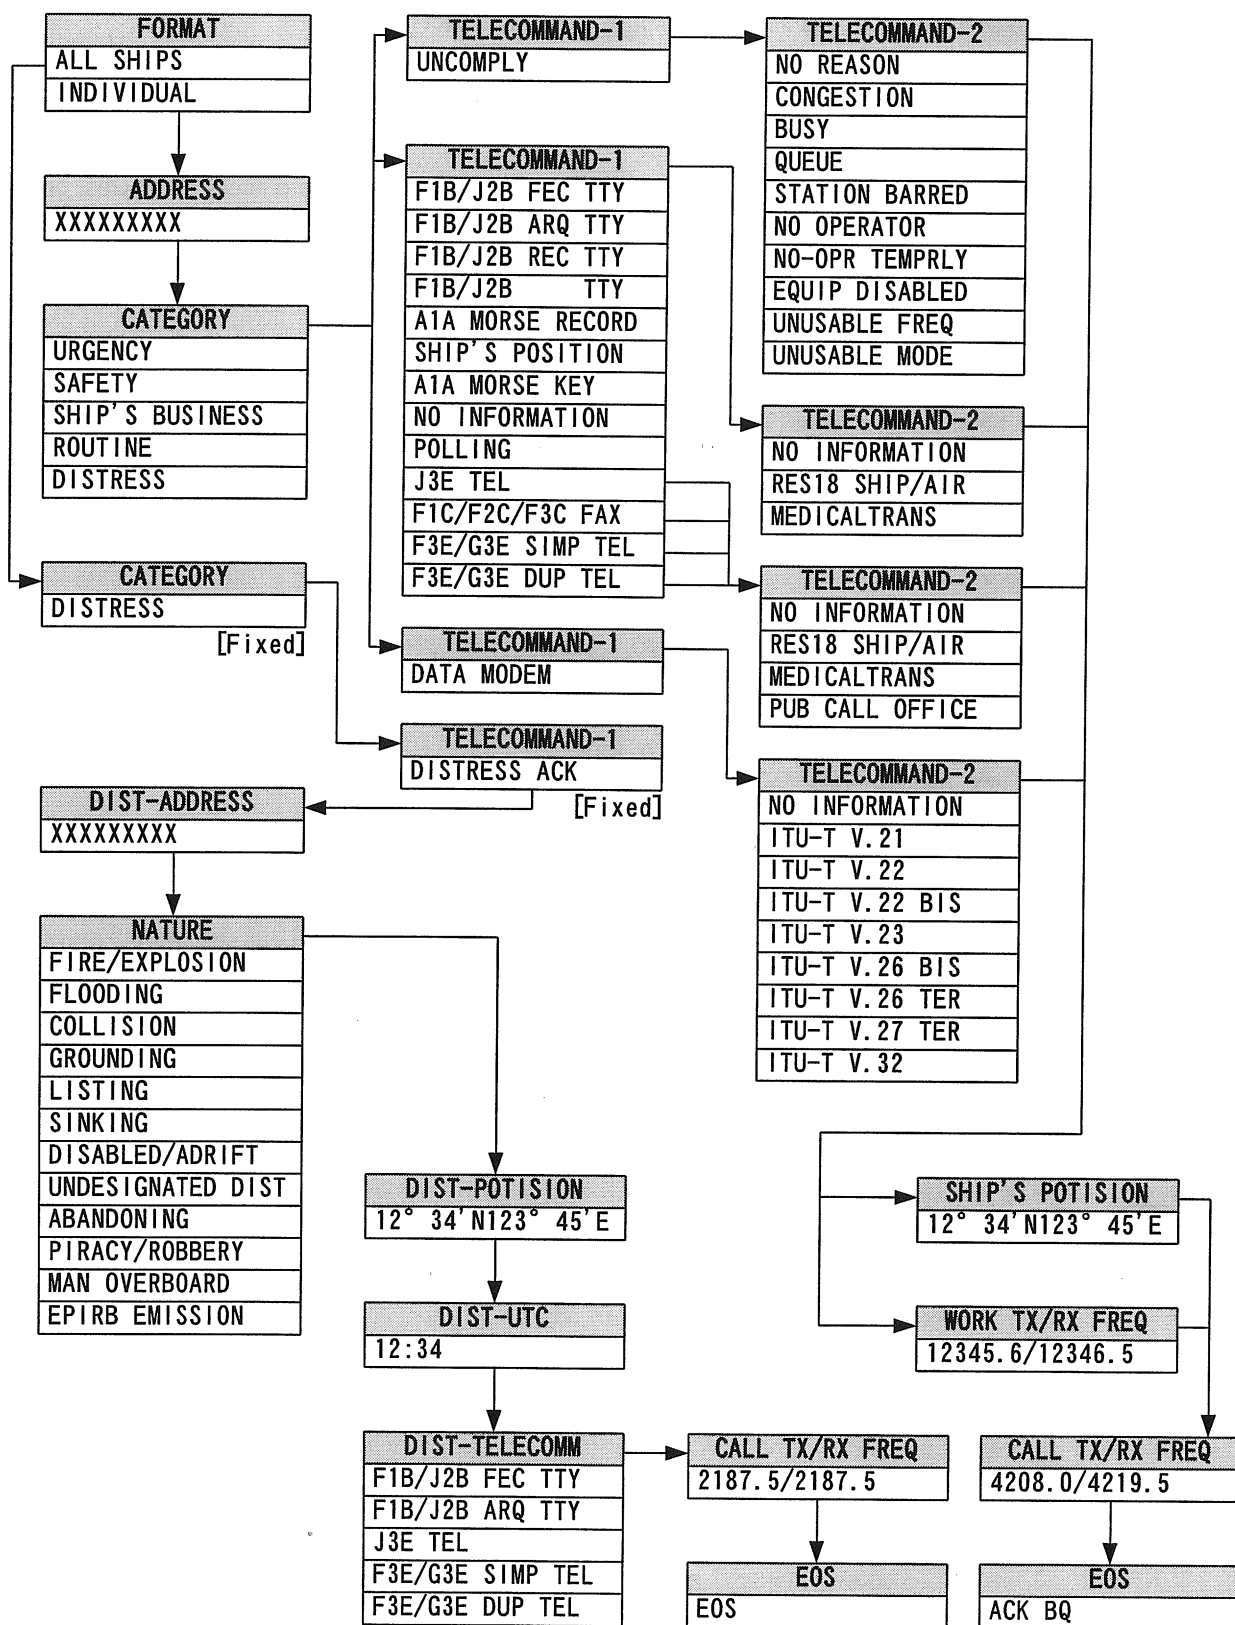 FORMAT
ALL SHIPS
INDIVIDUAL
ADDRESS
XXXXXXXXX
CATEGORY
URGENCY
SAFETY
SHIP'S BUSINESS
ROUTINE
DISTRESS
CATEGORY
DISTRESS
[Fixed]
TELECOMMAND-1
UNCOMPLY
TELECOMMAND-1
F1B/J2B FEC TTY
F1B/J2B ARQ TTY
F1B/J2B REC TTY
F1B/J2B TTY
A1A MORSE RECORD
SHIP'S POSITION
A1A MORSE KEY
NO INFORMATION
POLLING
J3E TEL
F1C/F2C/F3C FAX
F3E/G3E SIMP TEL
F3E/G3E DUP TEL
TELECOMMAND-1
DATA MODEM
TELECOMMAND-1
DISTRESS ACK
[Fixed]
TELECOMMAND-2
NO REASON
CONGESTION
BUSY
QUEUE
STATION BARRED
NO OPERATOR
NO-OPR TEMPRLY
EQUIP DISABLED
UNUSABLE FREQ
UNUSABLE MODE
TELECOMMAND-2
NO INFORMATION
RES18 SHIP/AIR
MEDICALTRANS
TELECOMMAND-2
NO INFORMATION
RES18 SHIP/AIR
MEDICALTRANS
PUB CALL OFFICE
TELECOMMAND-2
NO INFORMATION
ITU-T V.21
ITU-T V.22
ITU-T V.22 BIS
ITU-T V.23
ITU-T V.26 BIS
ITU-T V.26 TER
ITU-T V.27 TER
ITU-T V.32
DIST-ADDRESS
XXXXXXXXX
NATURE
FIRE/EXPLOSION
FLOODING
COLLISION
GROUNDING
LISTING
SINKING
DISABLED/ADRIFT
UNDESIGNATED DIST
ABANDONING
PIRACY/ROBBERY
MAN OVERBOARD
EPIRB EMISSION
DIST-POTISION
12° 34'N123° 45'E
DIST-UTC
12:34
DIST-TELECOMM
F1B/J2B FEC TTY
F1B/J2B ARQ TTY
J3E TEL
F3E/G3E SIMP TEL
F3E/G3E DUP TEL
CALL TX/RX FREQ
2187.5/2187.5
EOS
EOS
SHIP'S POTISION
12° 34'N123° 45'E
WORK TX/RX FREQ
12345.6/12346.5
CALL TX/RX FREQ
4208.0/4219.5
EOS
ACK BQ